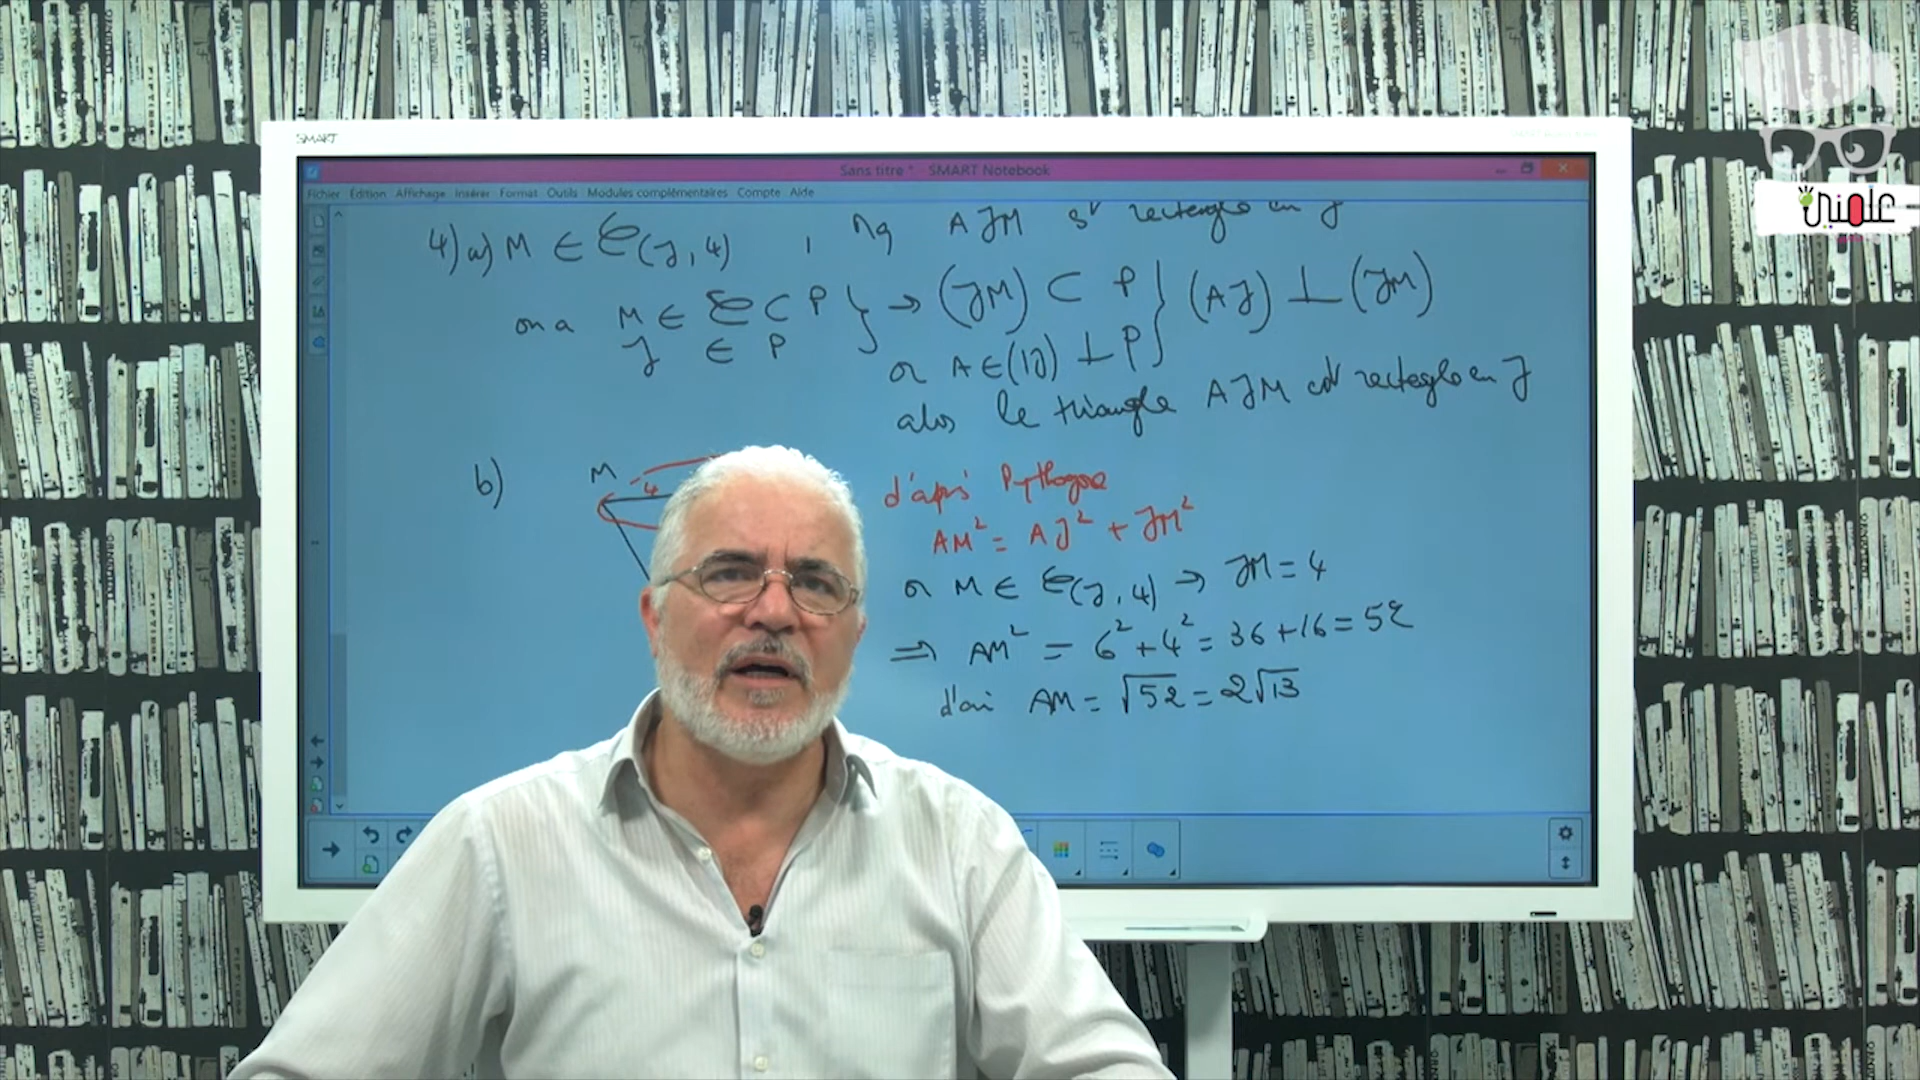 SMART
Sans titre * - SMART Notebook
Fichier Édition Affichage Insérer Format Outils Modules complémentaires Compte Aide
علمني
4) a) M ∈ 𝒞(J, 4) , Mq AJM est rectangle en J
on a M ∈ 𝒞 ⊂ P } → (JM) ⊂ P } (AJ) ⊥ (JM)
J ∈ P
or A ∈ (IJ) ⊥ P
alors le triangle AJM est rectangle en J
b) M
4
d'après Pythagore
AM² = AJ² + JM²
or M ∈ 𝒞(J, 4) → JM = 4
⇒ AM² = 6² + 4² = 36 + 16 = 52
d'où AM = √52 = 2√13